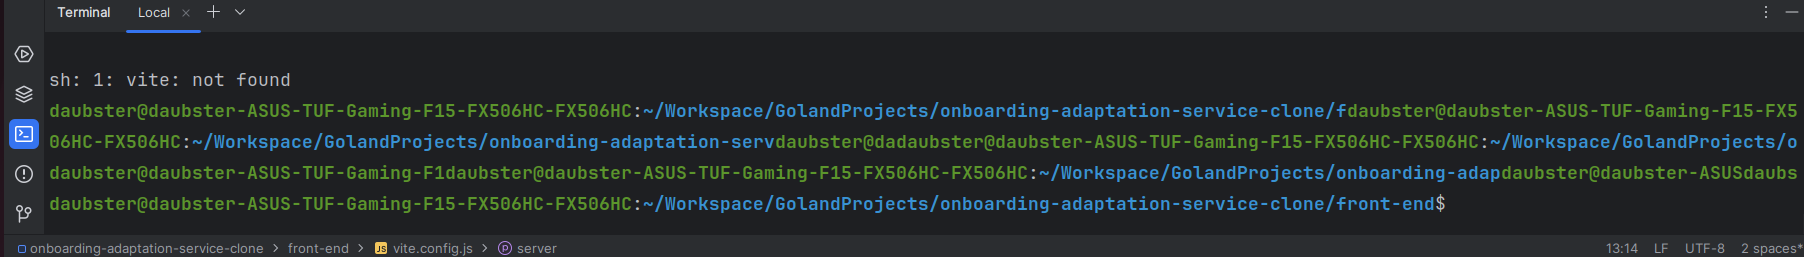 Terminal Local
sh: 1: vite: not found
daubster@daubster-ASUS-TUF-Gaming-F15-FX506HC-FX506HC:~/Workspace/GolandProjects/onboarding-adaptation-service-clone/fdaubster@daubster-ASUS-TUF-Gaming-F15-FX5
06HC-FX506HC:~/Workspace/GolandProjects/onboarding-adaptation-servdaubster@dadaubster@daubster-ASUS-TUF-Gaming-F15-FX506HC-FX506HC:~/Workspace/GolandProjects/o
daubster@daubster-ASUS-TUF-Gaming-F1daubster@daubster-ASUS-TUF-Gaming-F15-FX506HC-FX506HC:~/Workspace/GolandProjects/onboarding-adapdaubster@daubster-ASUSdaubs
daubster@daubster-ASUS-TUF-Gaming-F15-FX506HC-FX506HC:~/Workspace/GolandProjects/onboarding-adaptation-service-clone/front-end$
onboarding-adaptation-service-clone > front-end > JS vite.config.js > p server 13:14 LF UTF-8 2 spaces*